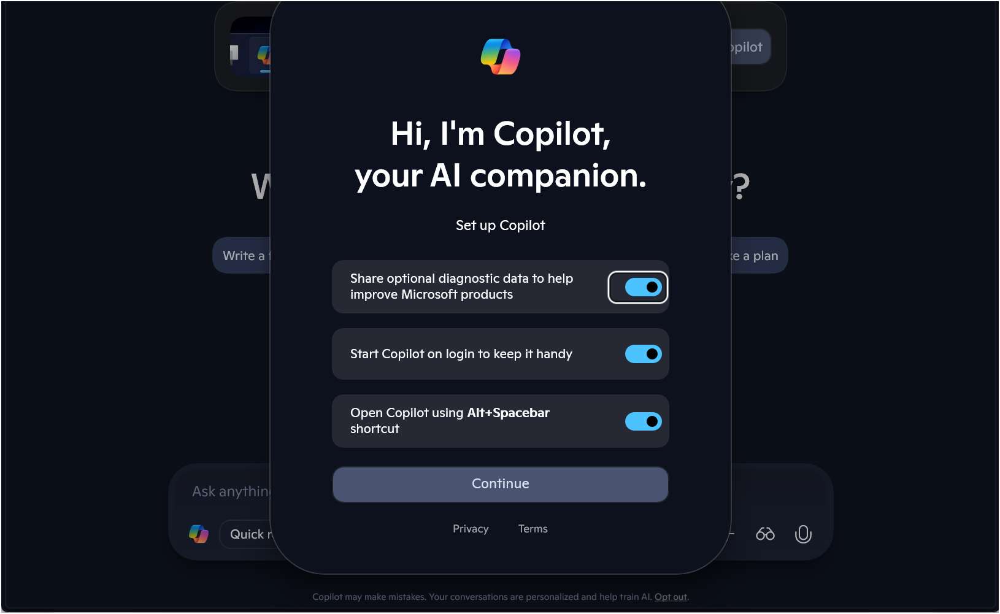 Hi, I'm Copilot,
your AI companion.
Set up Copilot
Share optional diagnostic data to help
improve Microsoft products
Start Copilot on login to keep it handy
Open Copilot using Alt+Spacebar
shortcut
Continue
Privacy Terms
?
Write a
a plan
Ask anything
Quick
Copilot may make mistakes. Your conversations are personalized and help train AI. Opt out.